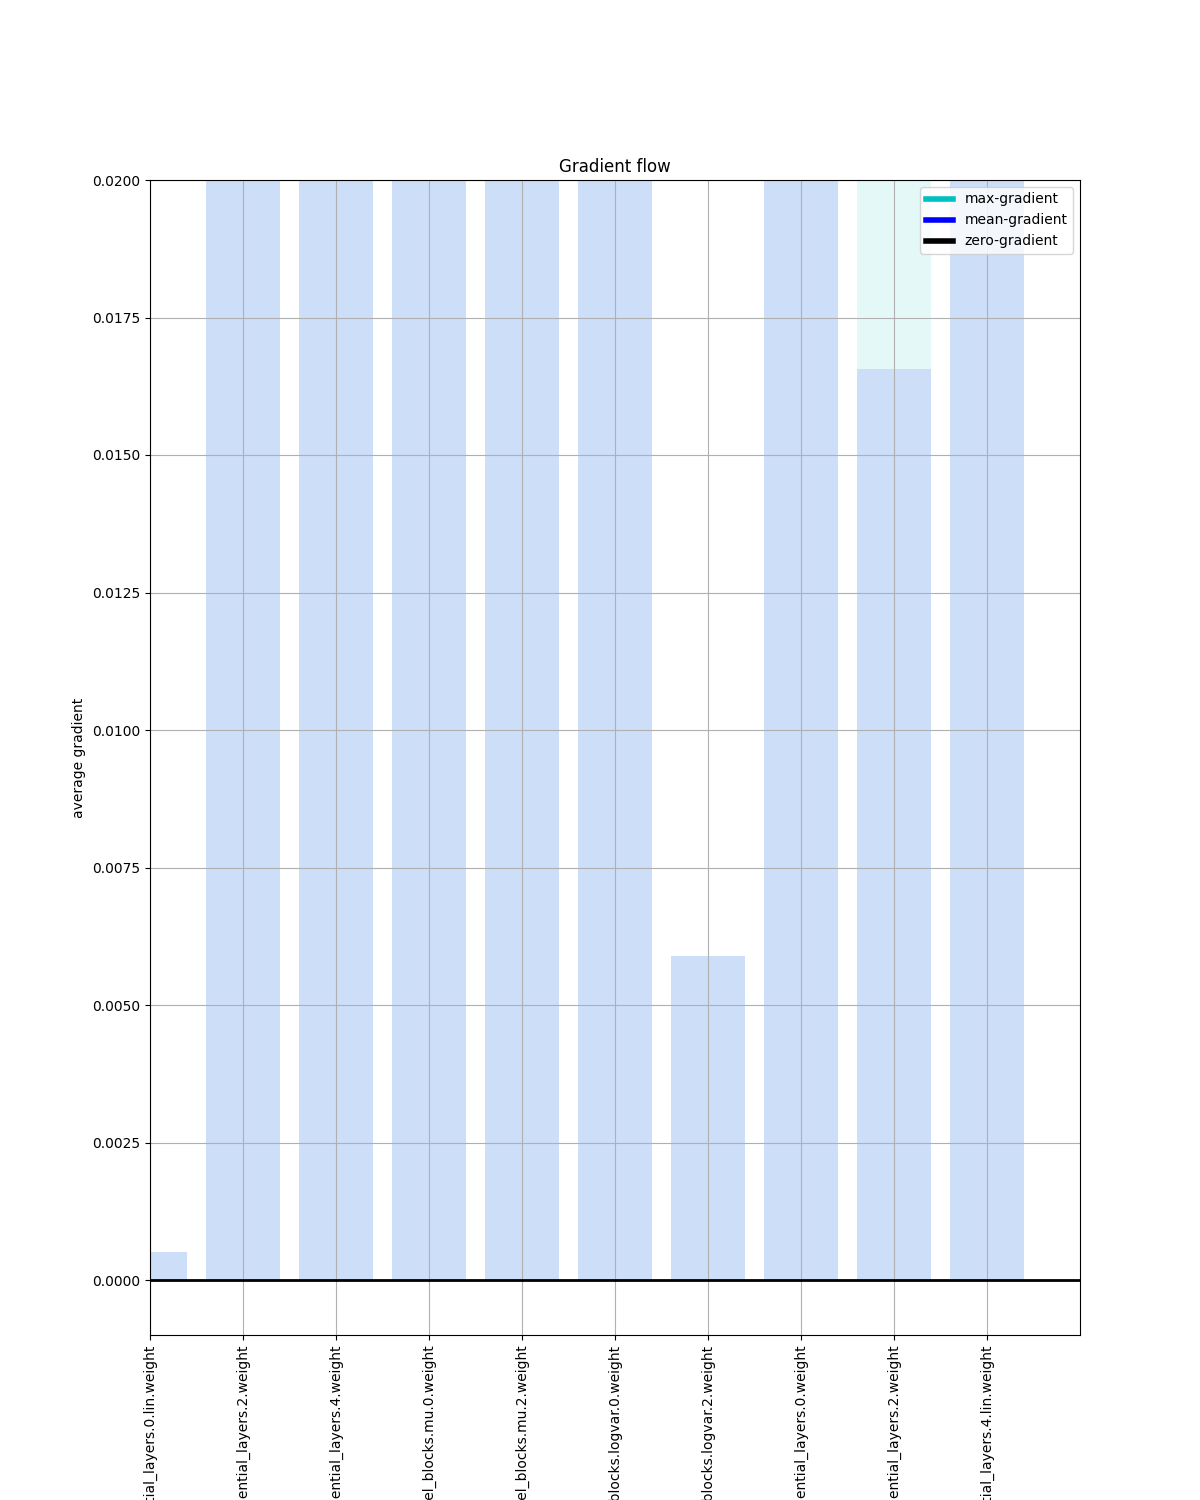 Gradient flow
0.0200
0.0175
0.0150
0.0125
0.0100
0.0075
0.0050
0.0025
0.0000
average gradient
max-gradient
mean-gradient
zero-gradient
tial_layers.0.lin.weight
ential_layers.2.weight
ential_layers.4.weight
el_blocks.mu.0.weight
el_blocks.mu.2.weight
blocks.logvar.0.weight
blocks.logvar.2.weight
ential_layers.0.weight
ential_layers.2.weight
tial_layers.4.lin.weight